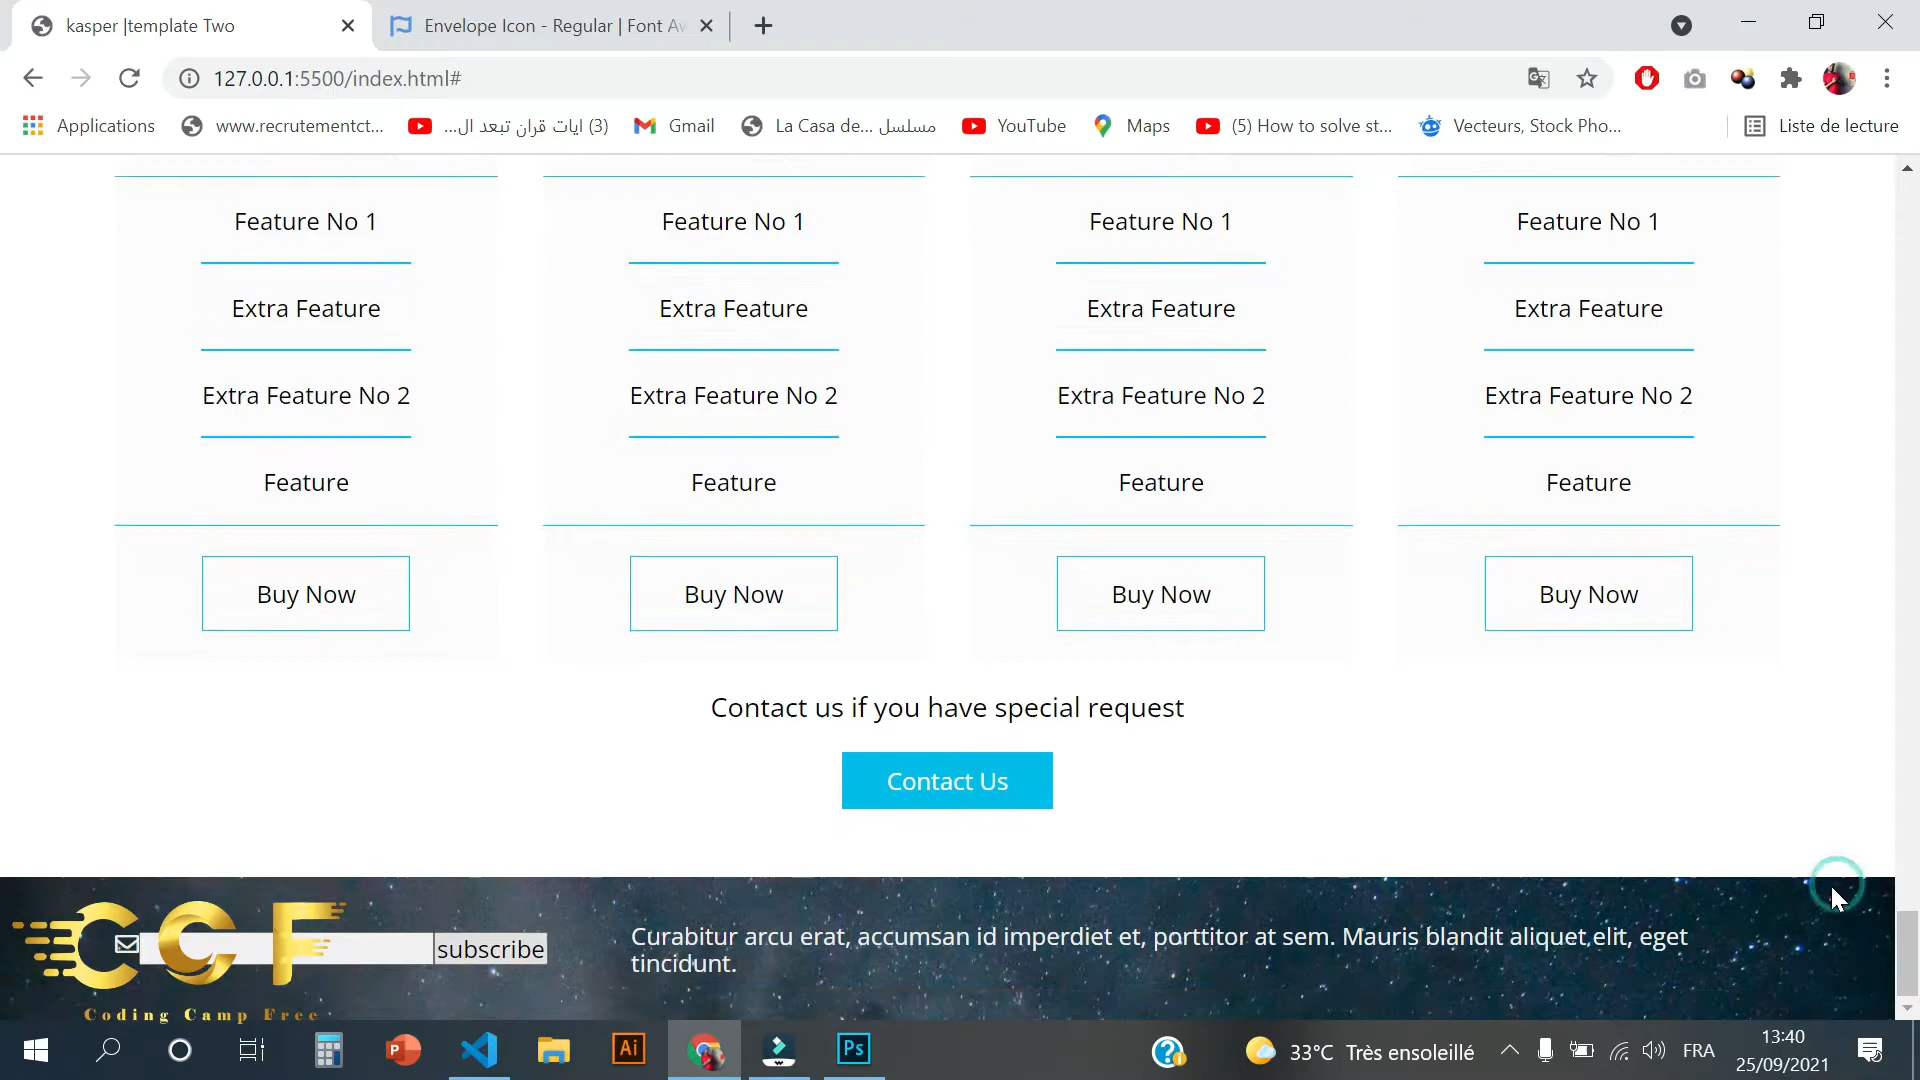 kasper |template Two
Envelope Icon - Regular | Font Aw
127.0.0.1:5500/index.html#
Applications
www.recrutementct...
(3) ايات قران تبعد ال...
Gmail
مسلسل La Casa de...
YouTube
Maps
(5) How to solve st...
Vecteurs, Stock Pho...
Liste de lecture
Feature No 1
Feature No 1
Feature No 1
Feature No 1
Extra Feature
Extra Feature
Extra Feature
Extra Feature
Extra Feature No 2
Extra Feature No 2
Extra Feature No 2
Extra Feature No 2
Feature
Feature
Feature
Feature
Buy Now
Buy Now
Buy Now
Buy Now
Contact us if you have special request
Contact Us
CCF
Coding Camp Free
subscribe
Curabitur arcu erat, accumsan id imperdiet et, porttitor at sem. Mauris blandit aliquet elit, eget
tincidunt.
Ai
Ps
33°C Très ensoleillé
FRA
13:40
25/09/2021